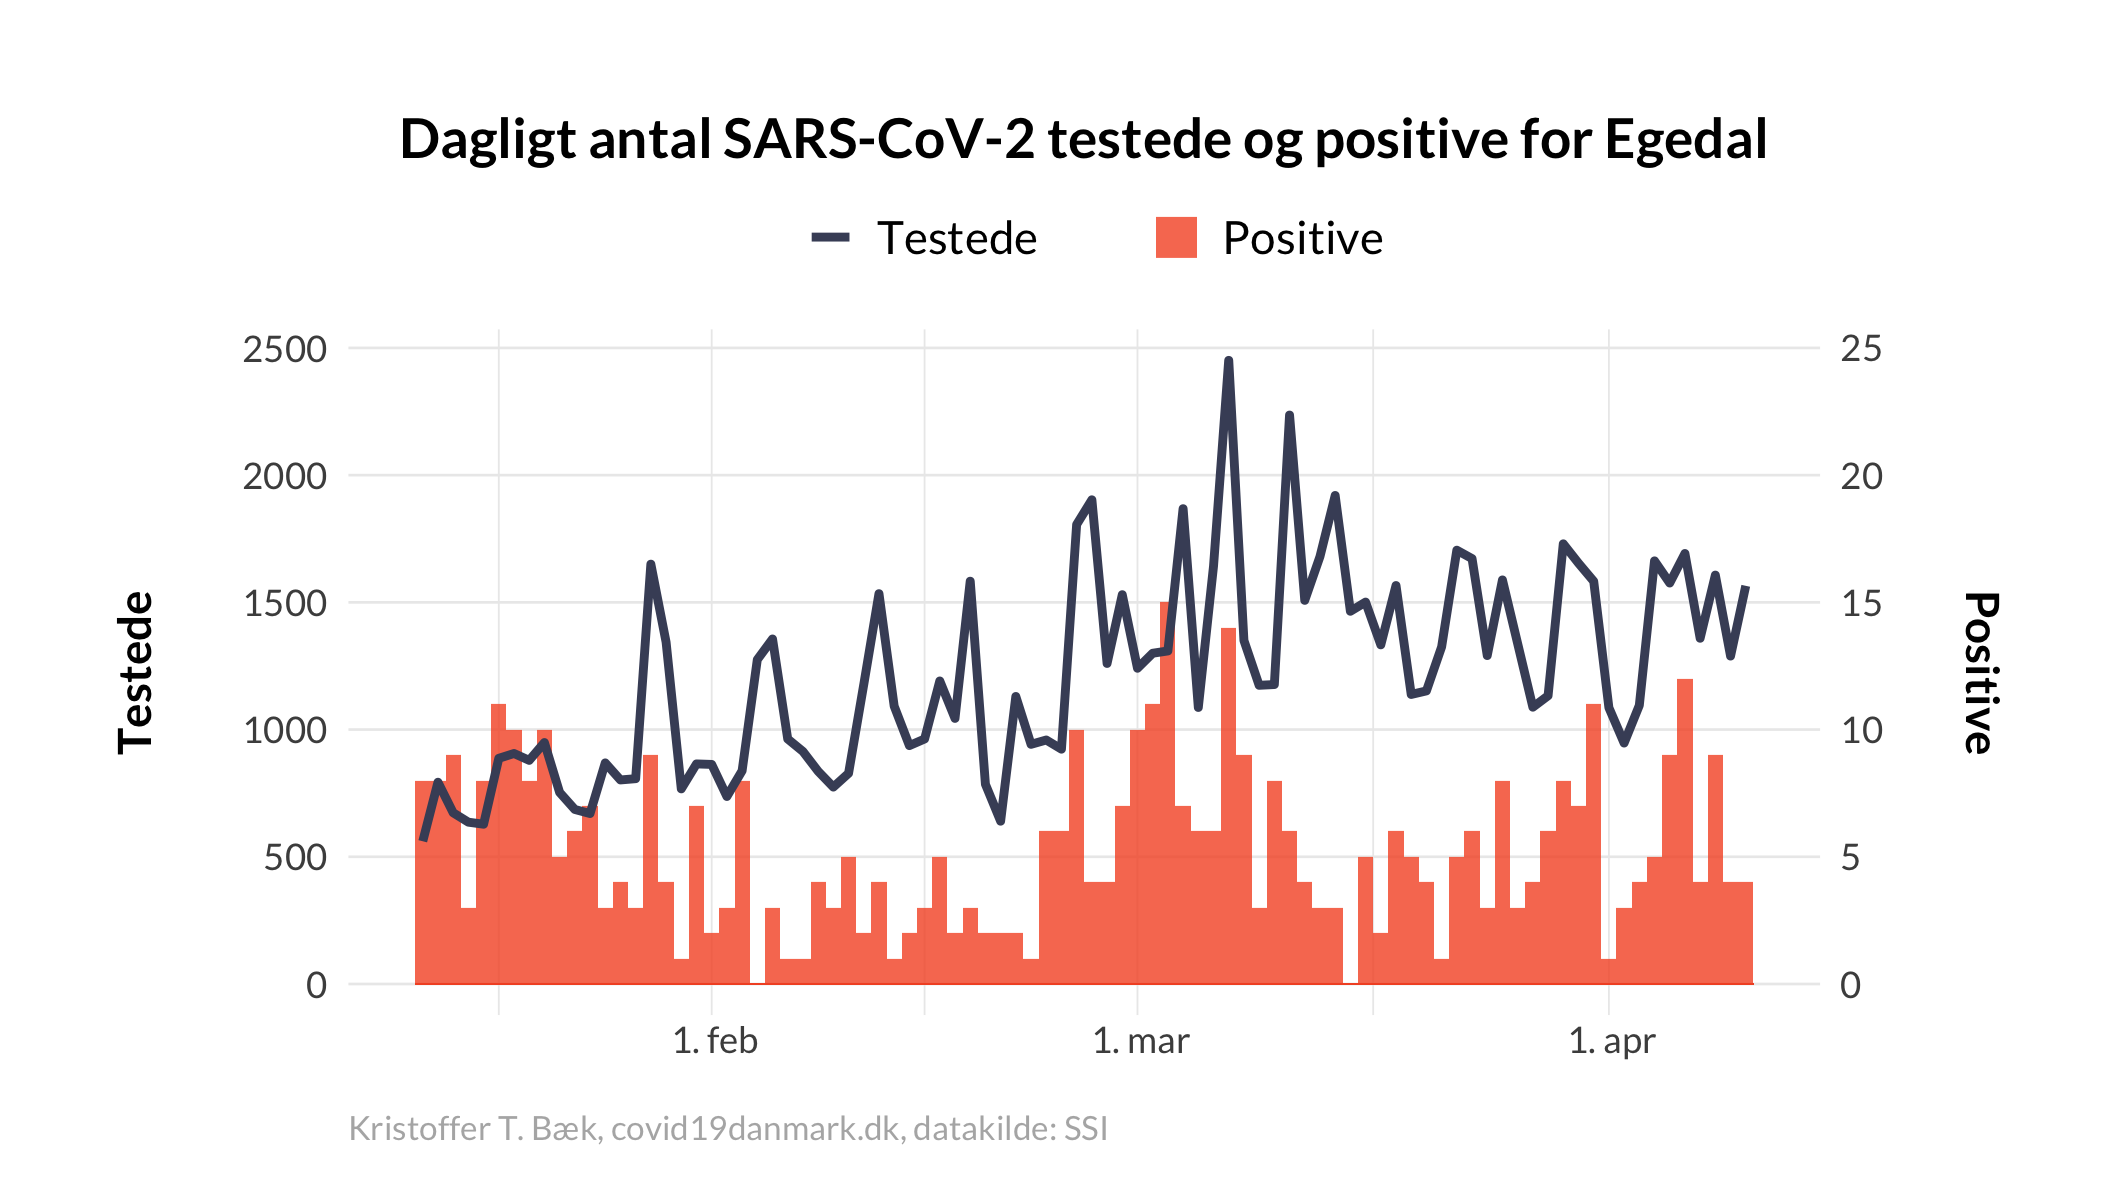 Dagligt antal SARS-CoV-2 testede og positive for Egedal
Testede
Positive
2500
2000
1500
1000
500
0
Testede
25
20
15
10
5
0
Positive
1. feb
1. mar
1. apr
Kristoffer T. Bæk, covid19danmark.dk, datakilde: SSI